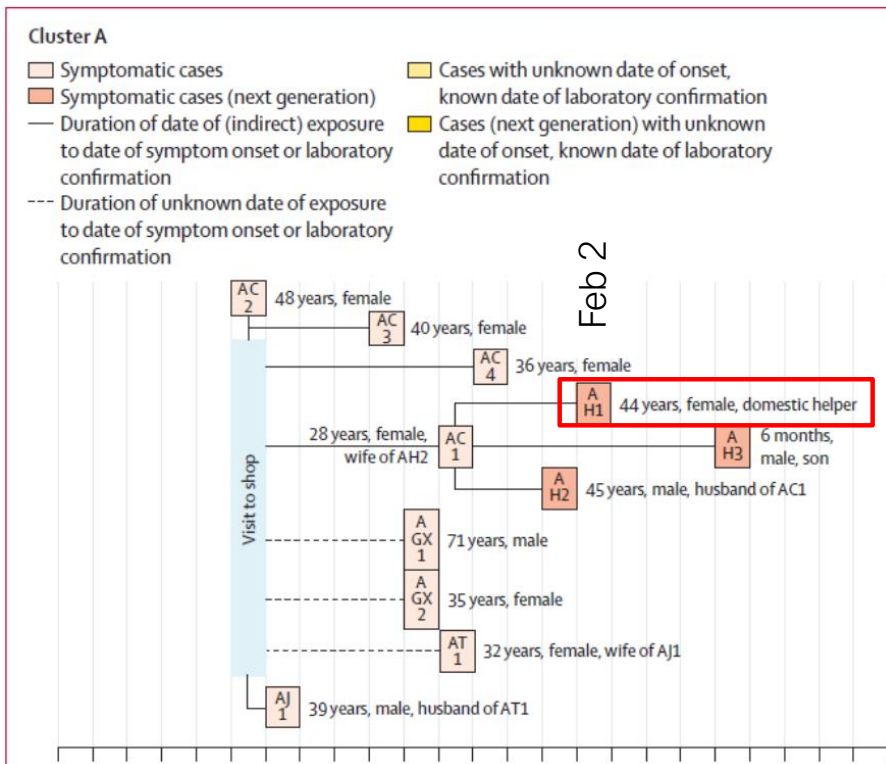 Cluster A
Symptomatic cases
Symptomatic cases (next generation)
Duration of date of (indirect) exposure
to date of symptom onset or laboratory
confirmation
Duration of unknown date of exposure
to date of symptom onset or laboratory
confirmation
Cases with unknown date of onset,
known date of laboratory confirmation
Cases (next generation) with unknown
date of onset, known date of laboratory
confirmation
Feb 2
AC
2
48 years, female
AC
3
40 years, female
AC
4
36 years, female
A
H1
44 years, female, domestic helper
28 years, female,
wife of AH2
AC
1
A
H3
6 months,
male, son
A
H2
45 years, male, husband of AC1
Visit to shop
A
GX
1
71 years, male
A
GX
2
35 years, female
AT
1
32 years, female, wife of AJ1
AJ
1
39 years, male, husband of AT1